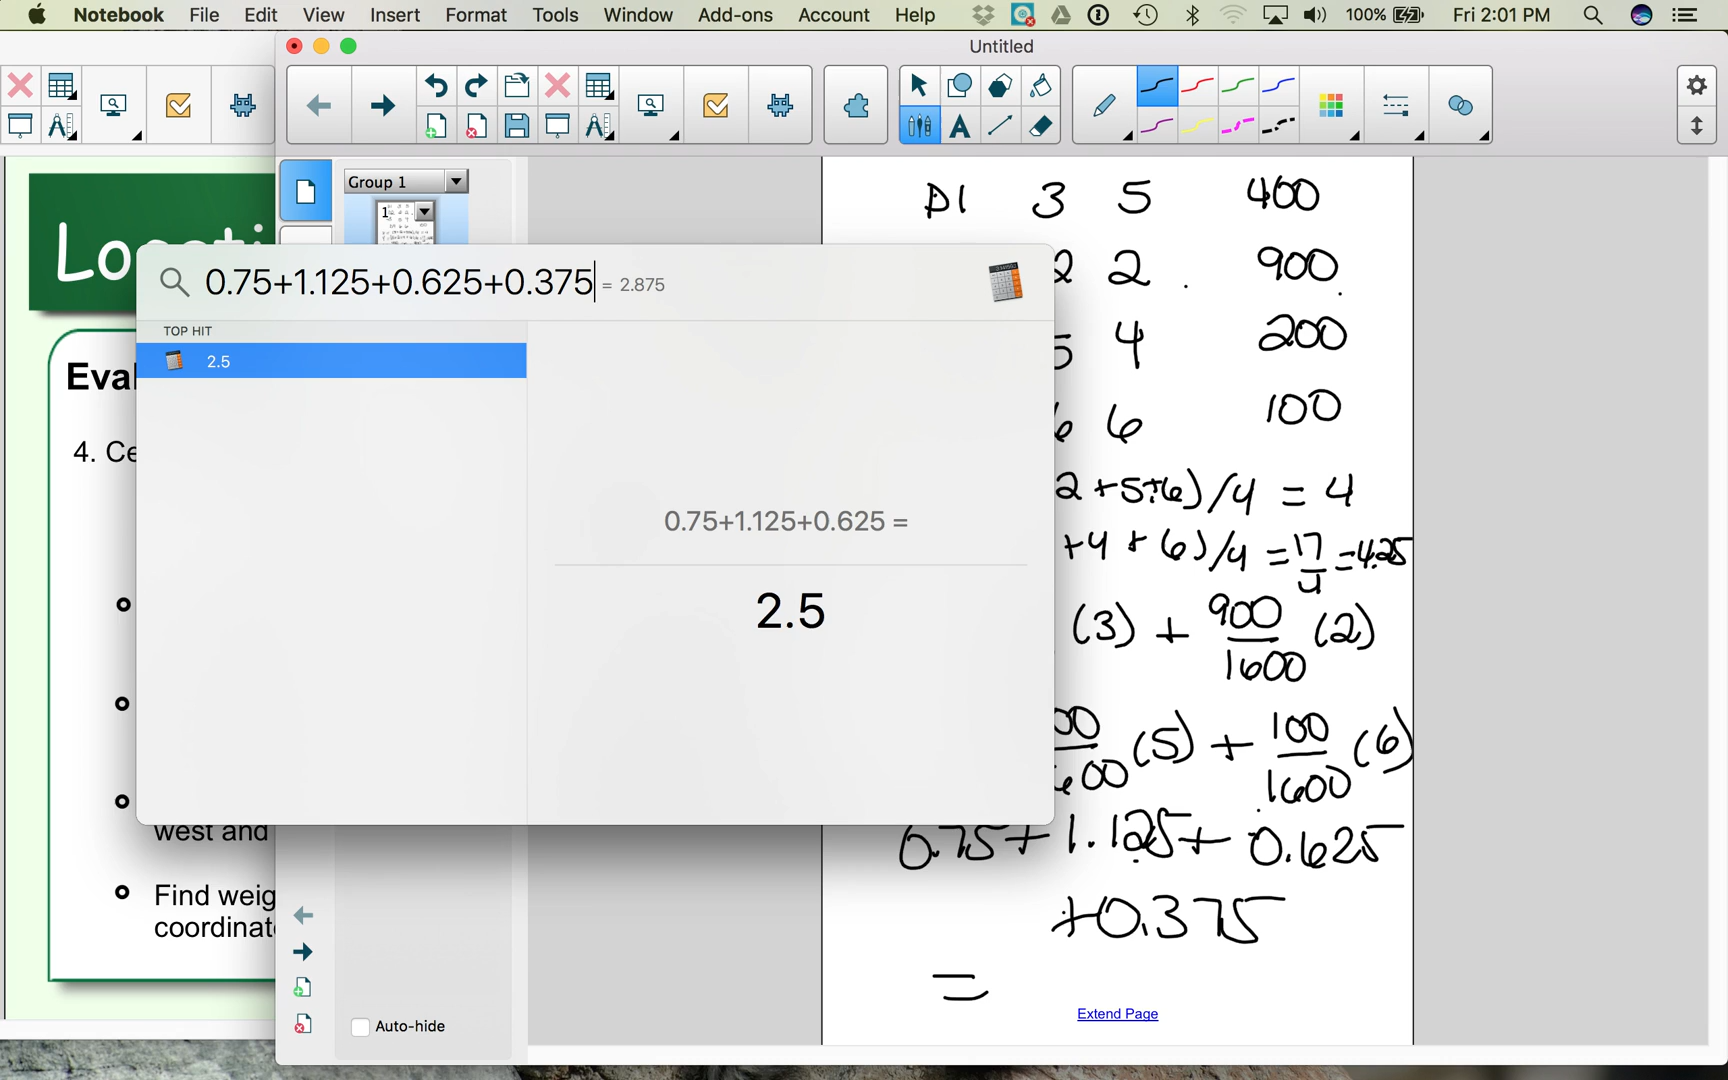 Notebook File Edit View Insert Format Tools Window Add-ons Account Help 100% Fri 2:01 PM
Untitled
Group 1
1
DI 3 5 400
Lo
2 2 900
0.75+1.125+0.625+0.375 = 2.875
TOP HIT
5 4 200
2.5
Eval
6 6 100
4. Ce
2+5+6)/4 = 4
0.75+1.125+0.625 =
+4+6)/4 = 17/4 = 4.25
2.5
(3) + 900/1600 (2)
00/600 (5) + 100/1600 (6)
west and
0.75+ 1.125+ 0.625
Find weig
coordinat
+0.375
=
Extend Page
Auto-hide